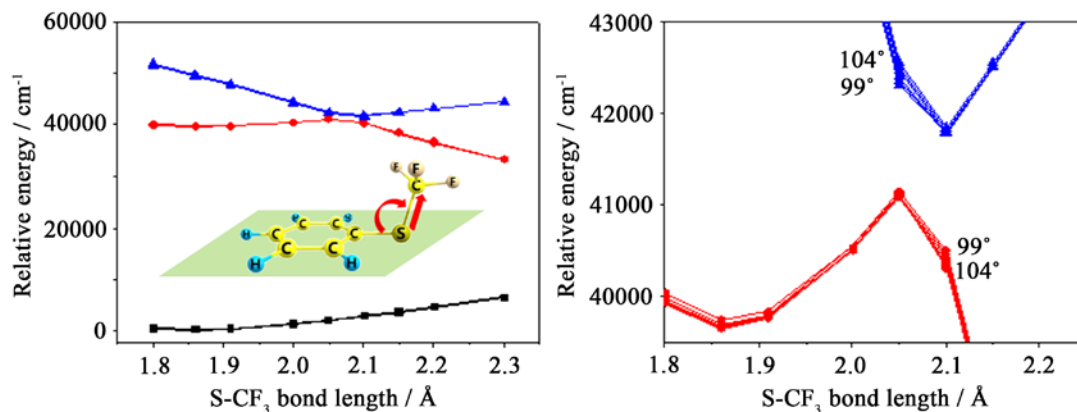 60000
40000
20000
0
Relative energy / cm⁻¹
1.8 1.9 2.0 2.1 2.2 2.3
S-CF₃ bond length / Å
F F F
C
H H
H C C C C S
C C
H H
43000
42000
41000
40000
Relative energy / cm⁻¹
104°
99°
99°
104°
1.8 2.0 2.1 2.2
S-CF₃ bond length / Å